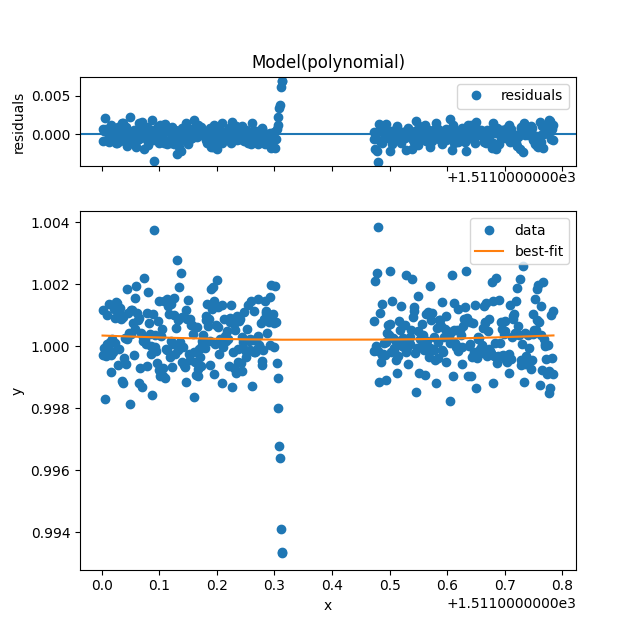 Model(polynomial)
residuals
0.005
0.000
residuals
+1.5110000000e3
y
1.004
1.002
1.000
0.998
0.996
0.994
data
best-fit
0.0 0.1 0.2 0.3 0.4 0.5 0.6 0.7 0.8
x
+1.5110000000e3